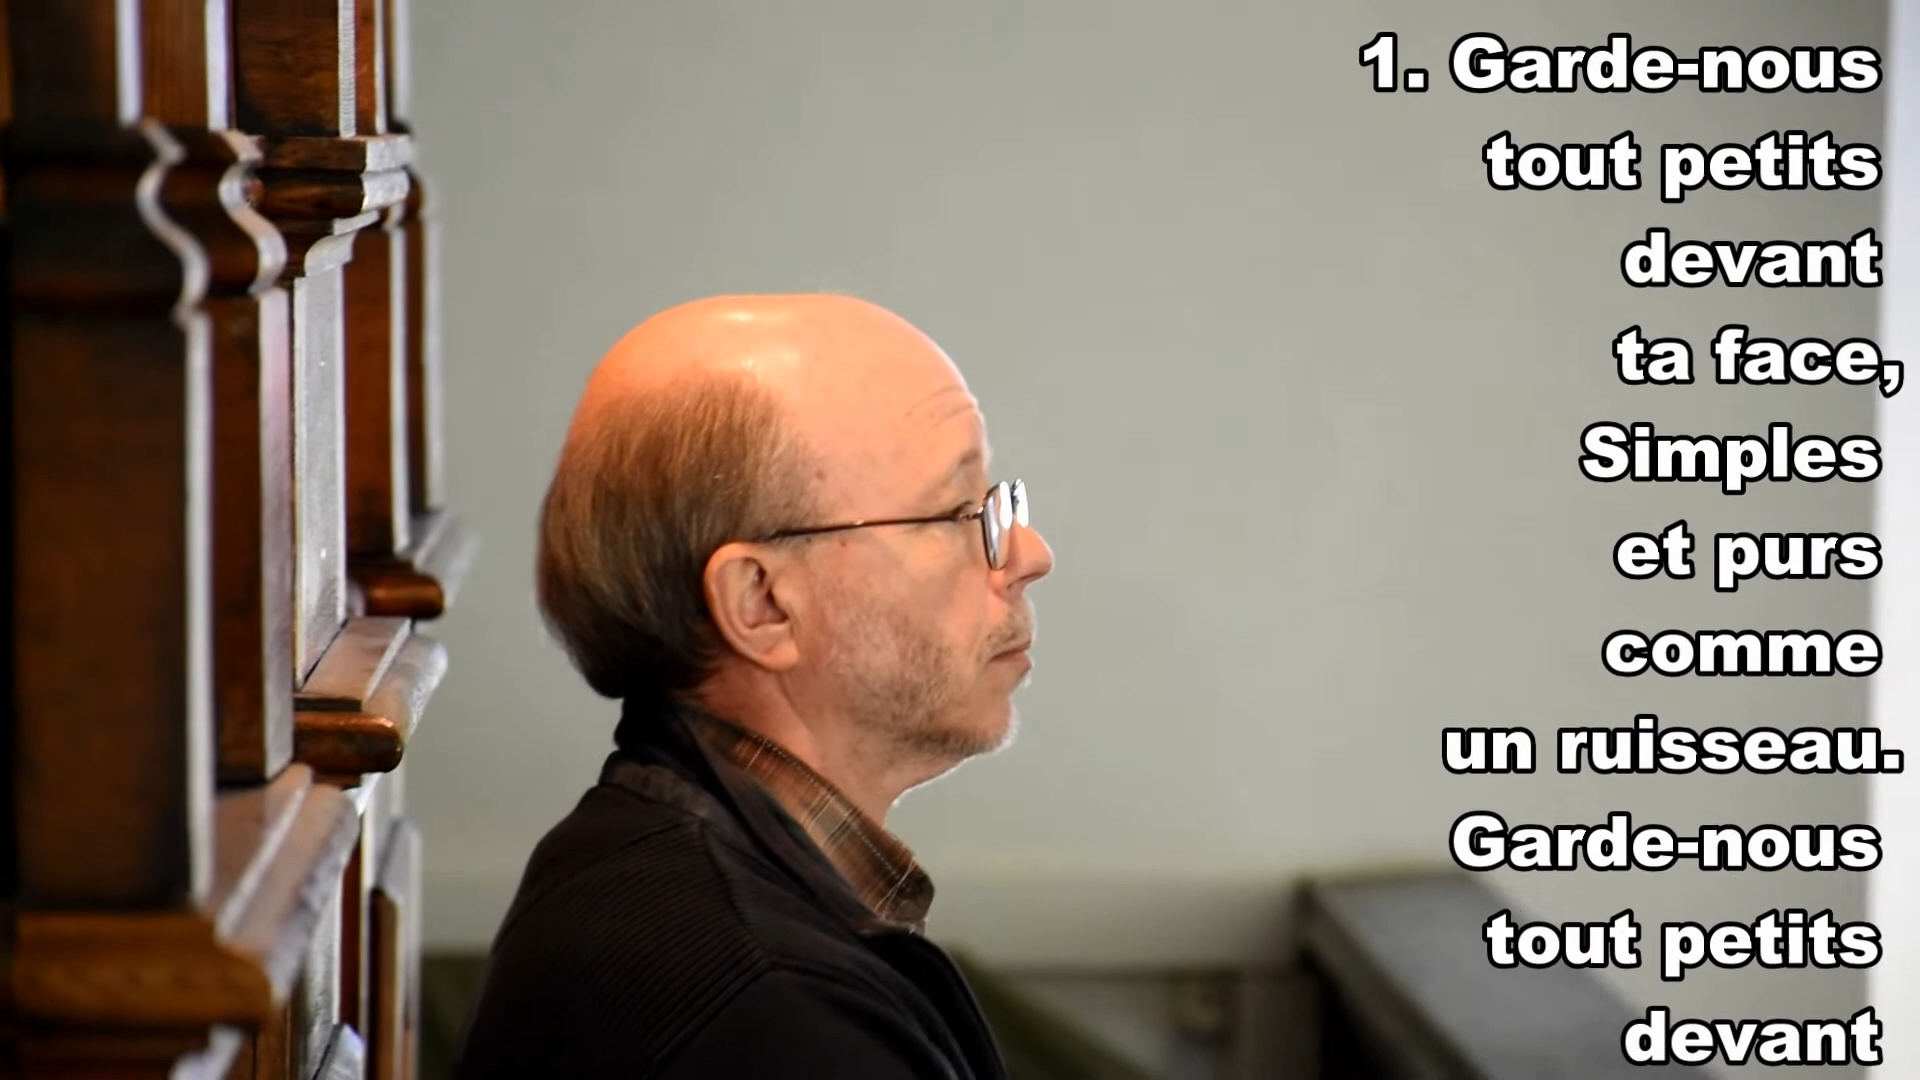 1. Garde-nous
tout petits
devant
ta face,
Simples
et purs
comme
un ruisseau.
Garde-nous
tout petits
devant